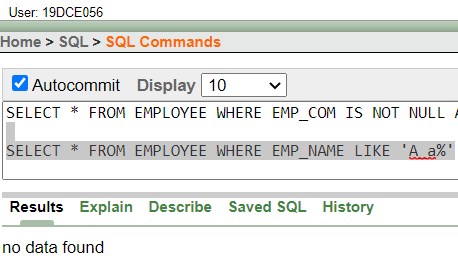 User: 19DCE056
Home > SQL > SQL Commands
Autocommit Display 10
SELECT * FROM EMPLOYEE WHERE EMP_COM IS NOT NULL A
SELECT * FROM EMPLOYEE WHERE EMP_NAME LIKE 'A_a%'
Results Explain Describe Saved SQL History
no data found